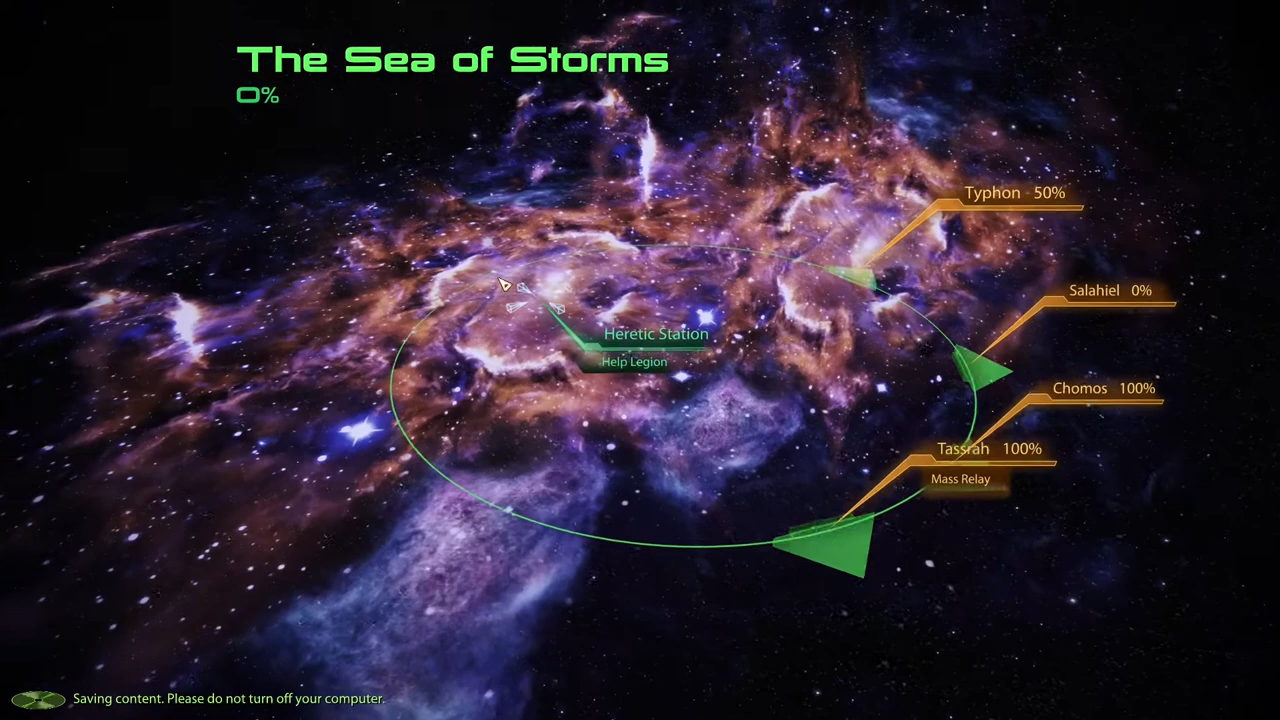 The Sea of Storms
0%
Typhon 50%
Salahiel 0%
Heretic Station
Help Legion
Chomos 100%
Tassrah 100%
Mass Relay
Saving content. Please do not turn off your computer.